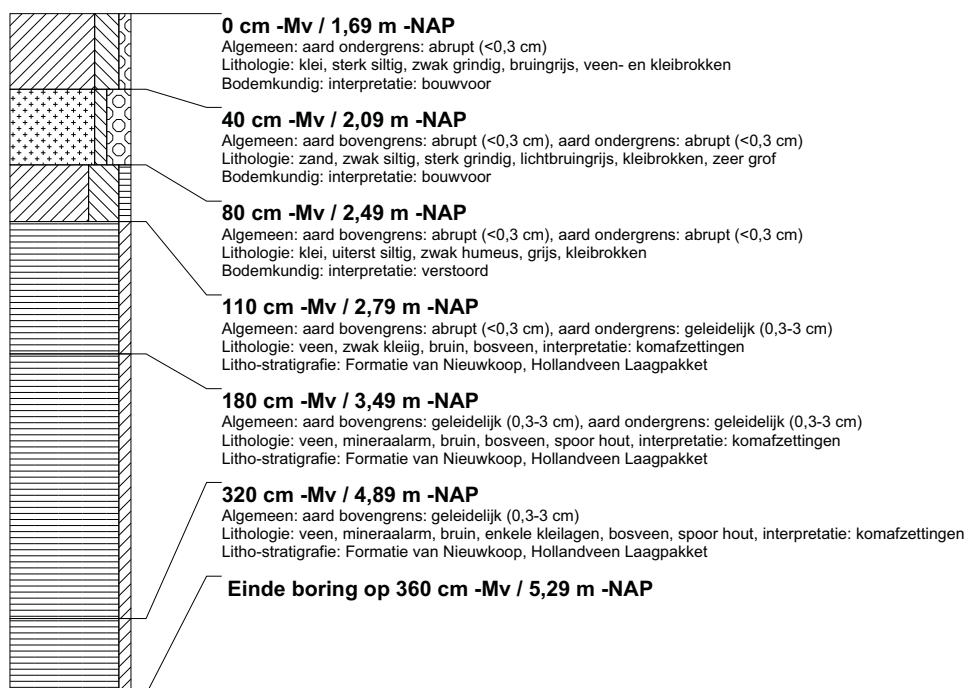 0 cm -Mv / 1,69 m -NAP
Algemeen: aard ondergrens: abrupt (<0,3 cm)
Lithologie: klei, sterk siltig, zwak grindig, bruingrijs, veen- en kleibrokken
Bodemkundig: interpretatie: bouwvoor
40 cm -Mv / 2,09 m -NAP
Algemeen: aard bovengrens: abrupt (<0,3 cm), aard ondergrens: abrupt (<0,3 cm)
Lithologie: zand, zwak siltig, sterk grindig, lichtbruingrijs, kleibrokken, zeer grof
Bodemkundig: interpretatie: bouwvoor
80 cm -Mv / 2,49 m -NAP
Algemeen: aard bovengrens: abrupt (<0,3 cm), aard ondergrens: abrupt (<0,3 cm)
Lithologie: klei, uiterst siltig, zwak humeus, grijs, kleibrokken
Bodemkundig: interpretatie: verstoord
110 cm -Mv / 2,79 m -NAP
Algemeen: aard bovengrens: abrupt (<0,3 cm), aard ondergrens: geleidelijk (0,3-3 cm)
Lithologie: veen, zwak kleiig, bruin, bosveen, interpretatie: komafzettingen
Litho-stratigrafie: Formatie van Nieuwkoop, Hollandveen Laagpakket
180 cm -Mv / 3,49 m -NAP
Algemeen: aard bovengrens: geleidelijk (0,3-3 cm), aard ondergrens: geleidelijk (0,3-3 cm)
Lithologie: veen, mineraalarm, bruin, bosveen, spoor hout, interpretatie: komafzettingen
Litho-stratigrafie: Formatie van Nieuwkoop, Hollandveen Laagpakket
320 cm -Mv / 4,89 m -NAP
Algemeen: aard bovengrens: geleidelijk (0,3-3 cm)
Lithologie: veen, mineraalarm, bruin, enkele kleilagen, bosveen, spoor hout, interpretatie: komafzettingen
Litho-stratigrafie: Formatie van Nieuwkoop, Hollandveen Laagpakket
Einde boring op 360 cm -Mv / 5,29 m -NAP